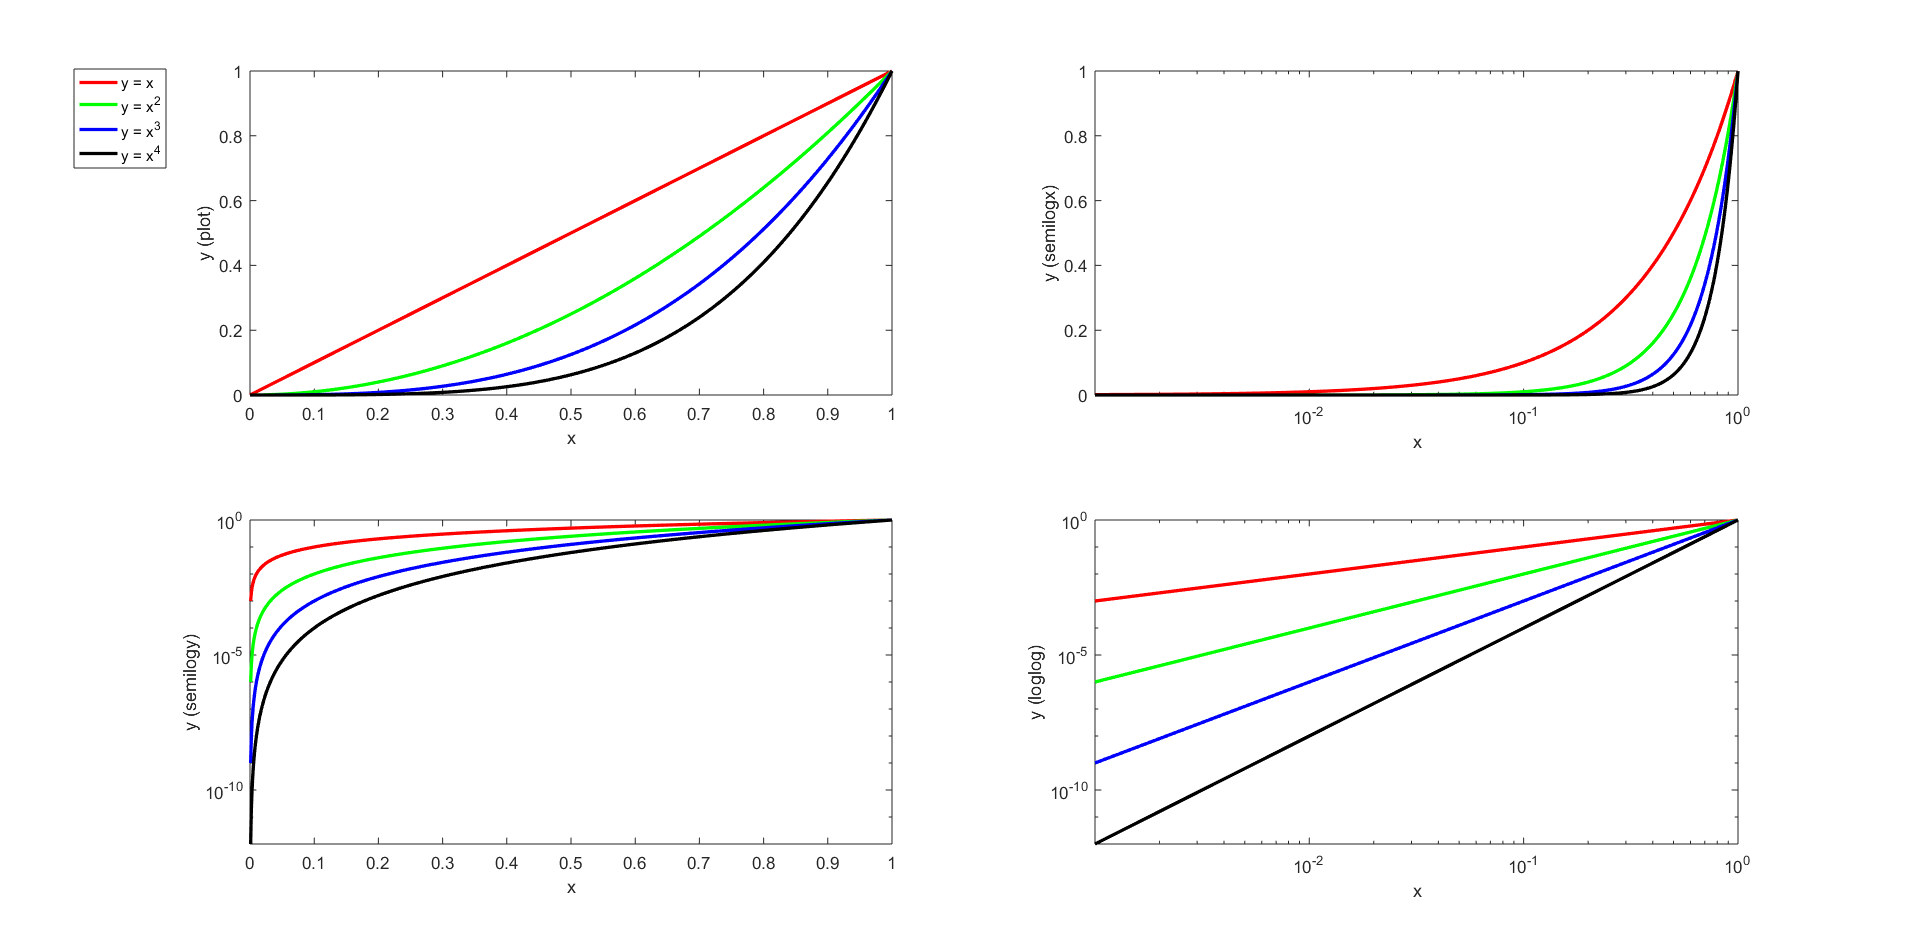 y = x
y = x²
y = x³
y = x⁴
1
0.8
0.6
0.4
0.2
0
y (plot)
0 0.1 0.2 0.3 0.4 0.5 0.6 0.7 0.8 0.9 1
x
1
0.8
0.6
0.4
0.2
0
y (semilogx)
10⁻² 10⁻¹ 10⁰
x
10⁰
10⁻⁵
10⁻¹⁰
y (semilogy)
0 0.1 0.2 0.3 0.4 0.5 0.6 0.7 0.8 0.9 1
x
10⁰
10⁻⁵
10⁻¹⁰
y (loglog)
10⁻² 10⁻¹ 10⁰
x